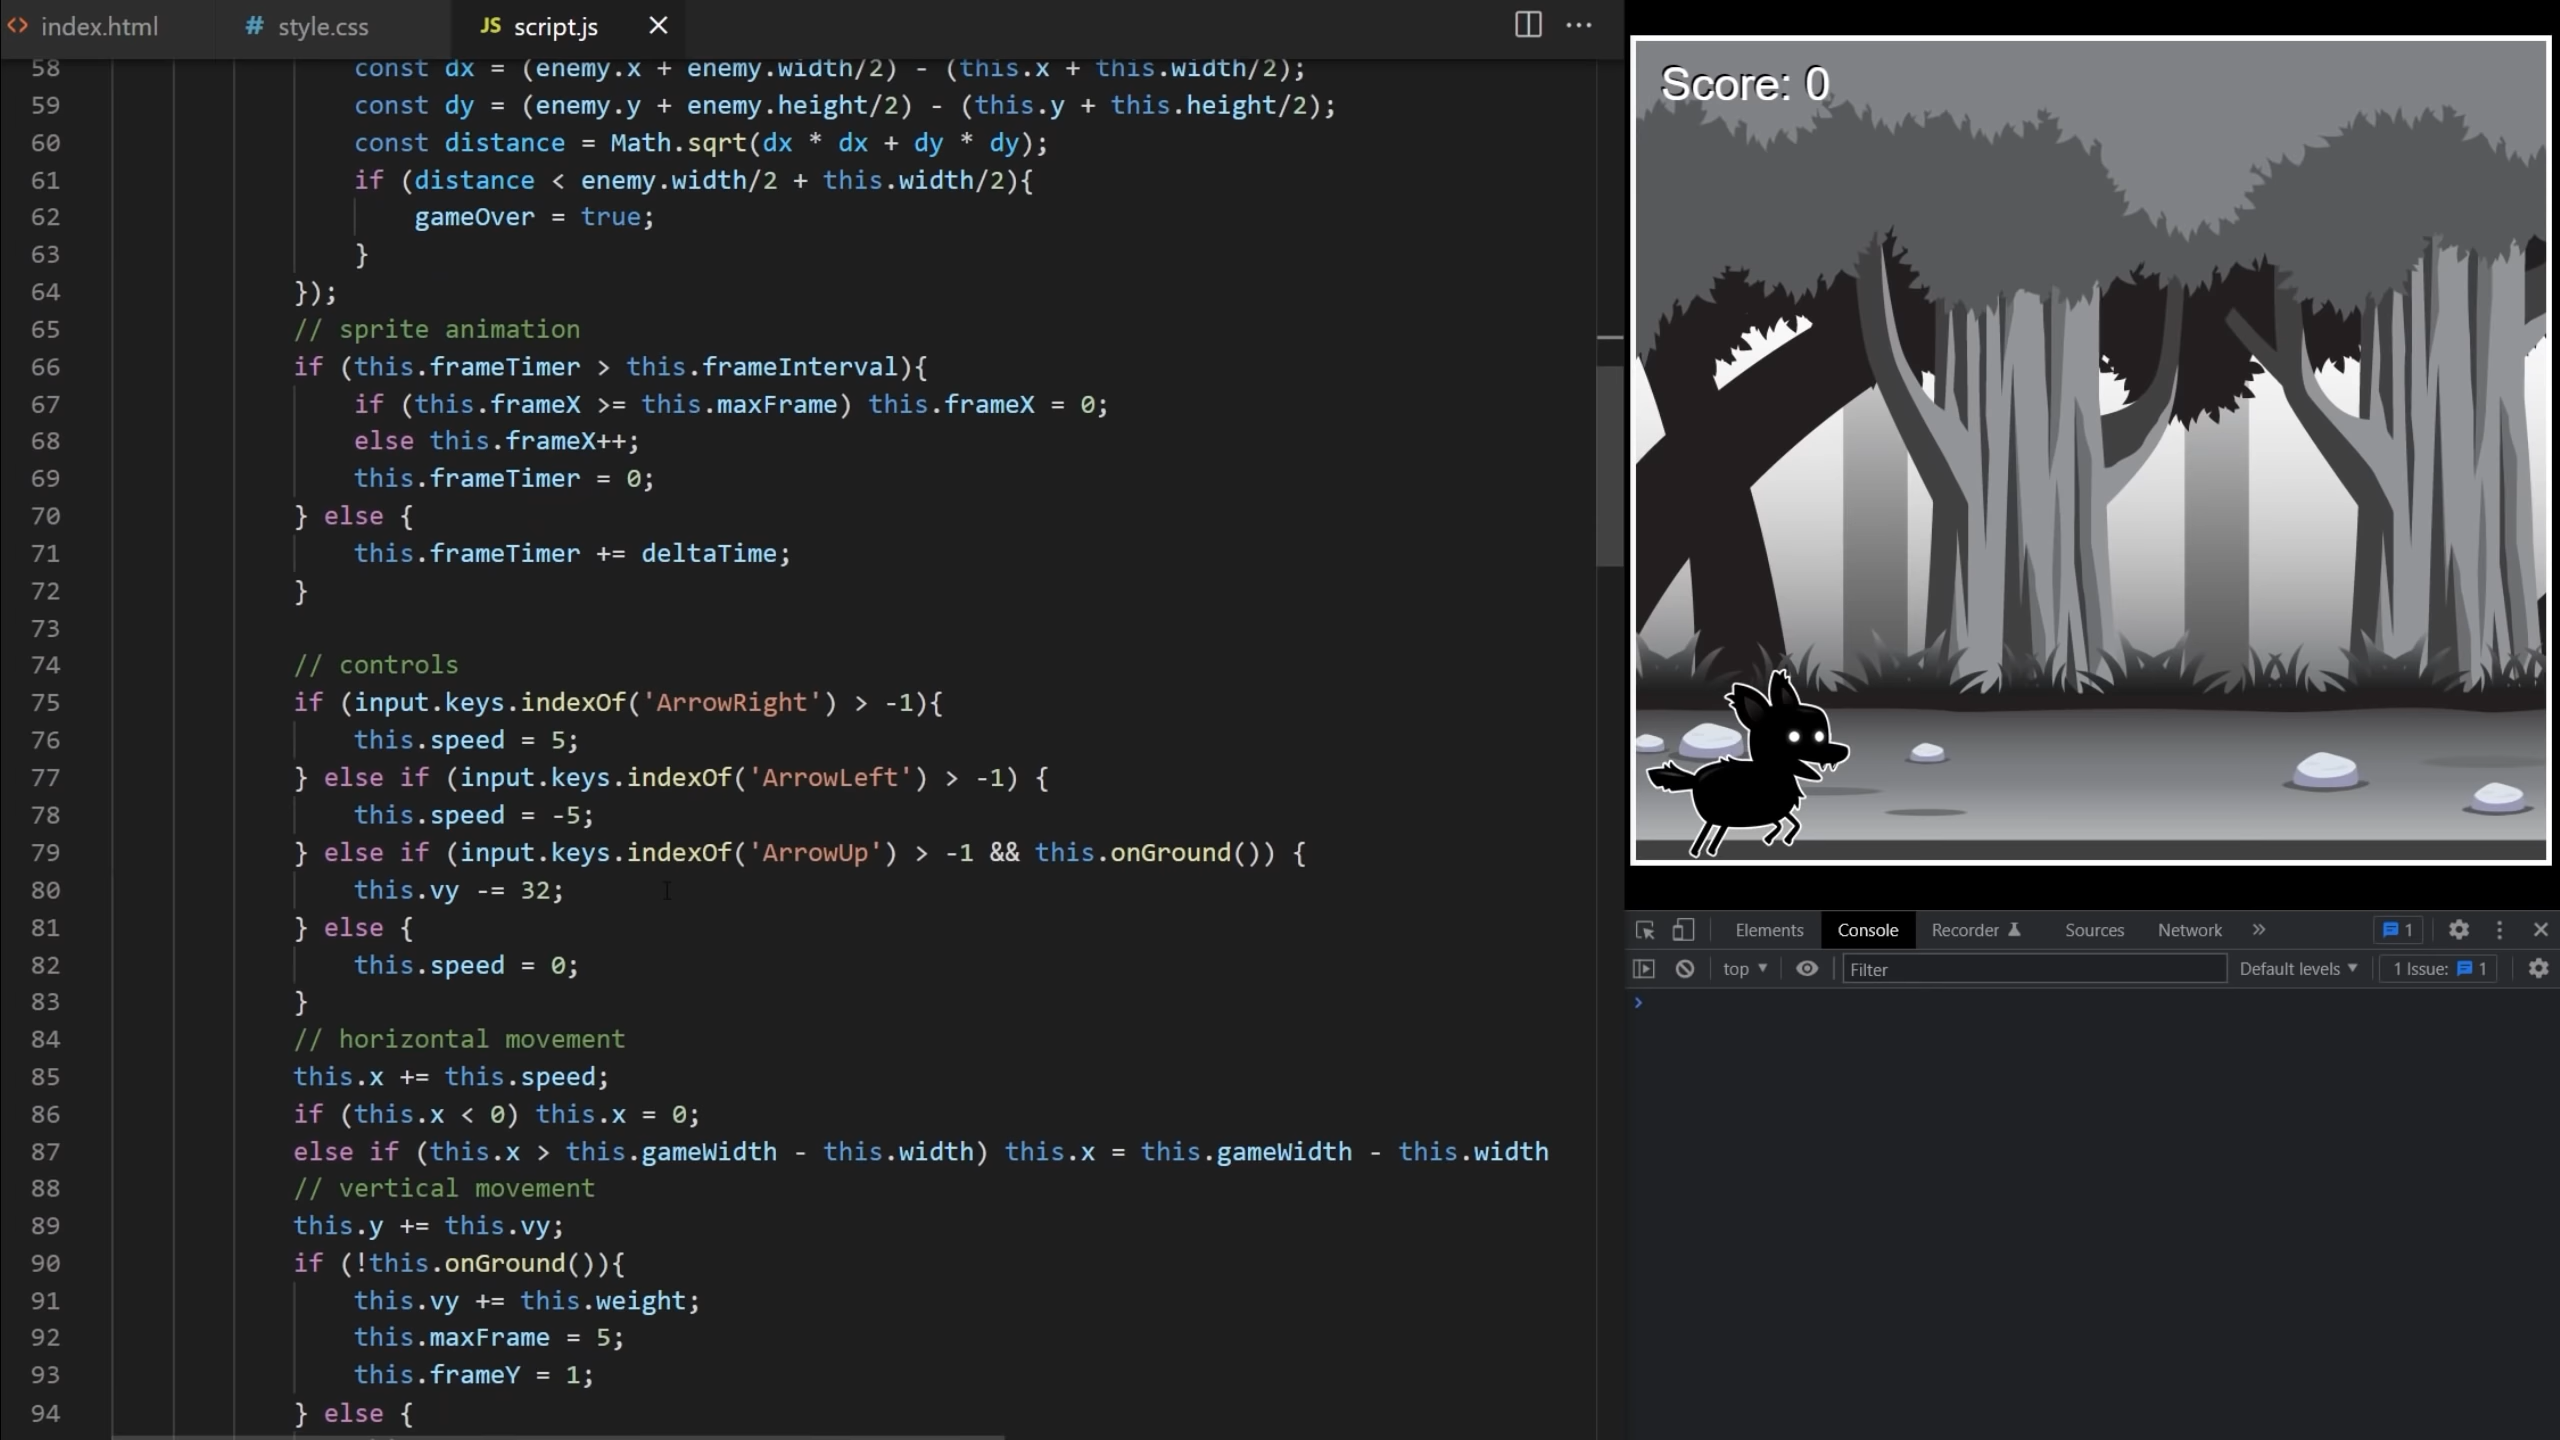 <> index.html # style.css JS script.js ×
58 const dx = (enemy.x + enemy.width/2) - (this.x + this.width/2);
59 const dy = (enemy.y + enemy.height/2) - (this.y + this.height/2);
60 const distance = Math.sqrt(dx * dx + dy * dy);
61 if (distance < enemy.width/2 + this.width/2){
62 gameOver = true;
63 }
64 });
65 // sprite animation
66 if (this.frameTimer > this.frameInterval){
67 if (this.frameX >= this.maxFrame) this.frameX = 0;
68 else this.frameX++;
69 this.frameTimer = 0;
70 } else {
71 this.frameTimer += deltaTime;
72 }
73
74 // controls
75 if (input.keys.indexOf('ArrowRight') > -1){
76 this.speed = 5;
77 } else if (input.keys.indexOf('ArrowLeft') > -1) {
78 this.speed = -5;
79 } else if (input.keys.indexOf('ArrowUp') > -1 && this.onGround()) {
80 this.vy -= 32;
81 } else {
82 this.speed = 0;
83 }
84 // horizontal movement
85 this.x += this.speed;
86 if (this.x < 0) this.x = 0;
87 else if (this.x > this.gameWidth - this.width) this.x = this.gameWidth - this.width
88 // vertical movement
89 this.y += this.vy;
90 if (!this.onGround()){
91 this.vy += this.weight;
92 this.maxFrame = 5;
93 this.frameY = 1;
94 } else {
Score: 0
Elements Console Recorder Sources Network » 1
top Filter Default levels 1 Issue: 1